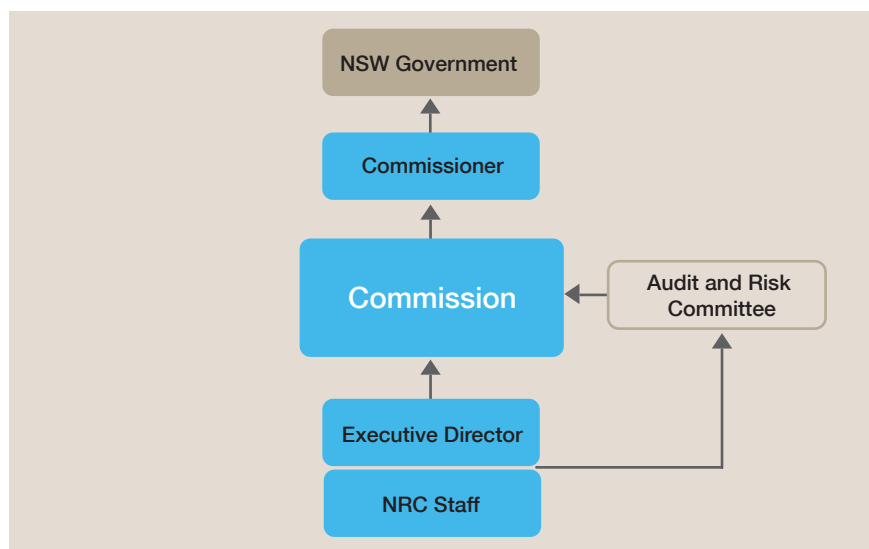 NSW Government
Commissioner
Commission
Audit and Risk
Committee
Executive Director
NRC Staff